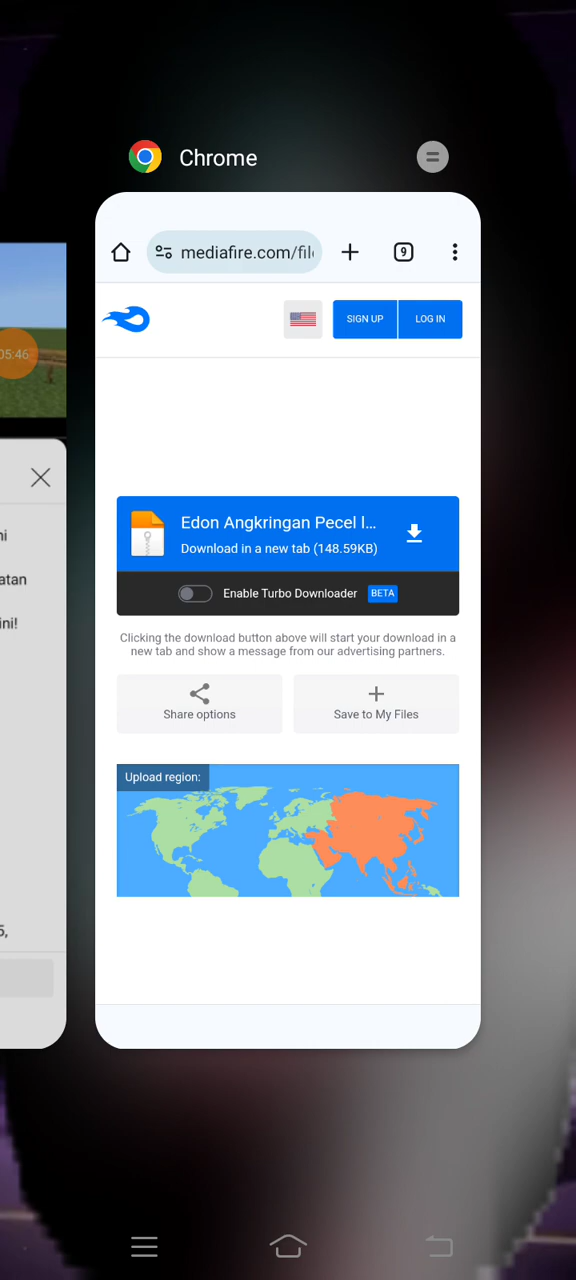 Chrome
mediafire.com/fil
9
SIGN UP
LOG IN
05:46
Edon Angkringan Pecel l...
Download in a new tab (148.59KB)
Enable Turbo Downloader
BETA
ni
atan
ini!
Clicking the download button above will start your download in a
new tab and show a message from our advertising partners.
Share options
Save to My Files
Upload region:
5,